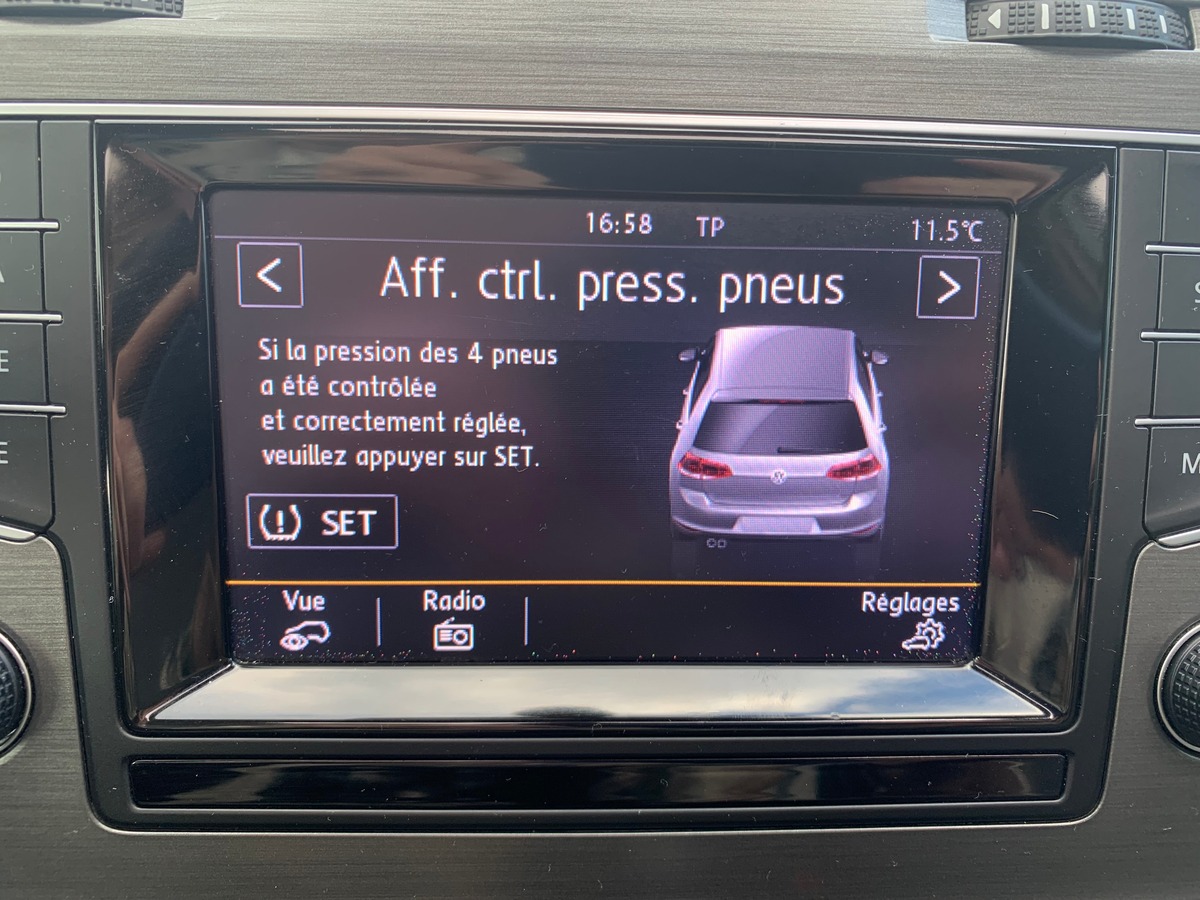 16:58 TP 11.5°C
< Aff. ctrl. press. pneus >
Si la pression des 4 pneus
a été contrôlée
et correctement réglée,
veuillez appuyer sur SET.
(!) SET
Vue Radio Réglages
A
E
E
S
M